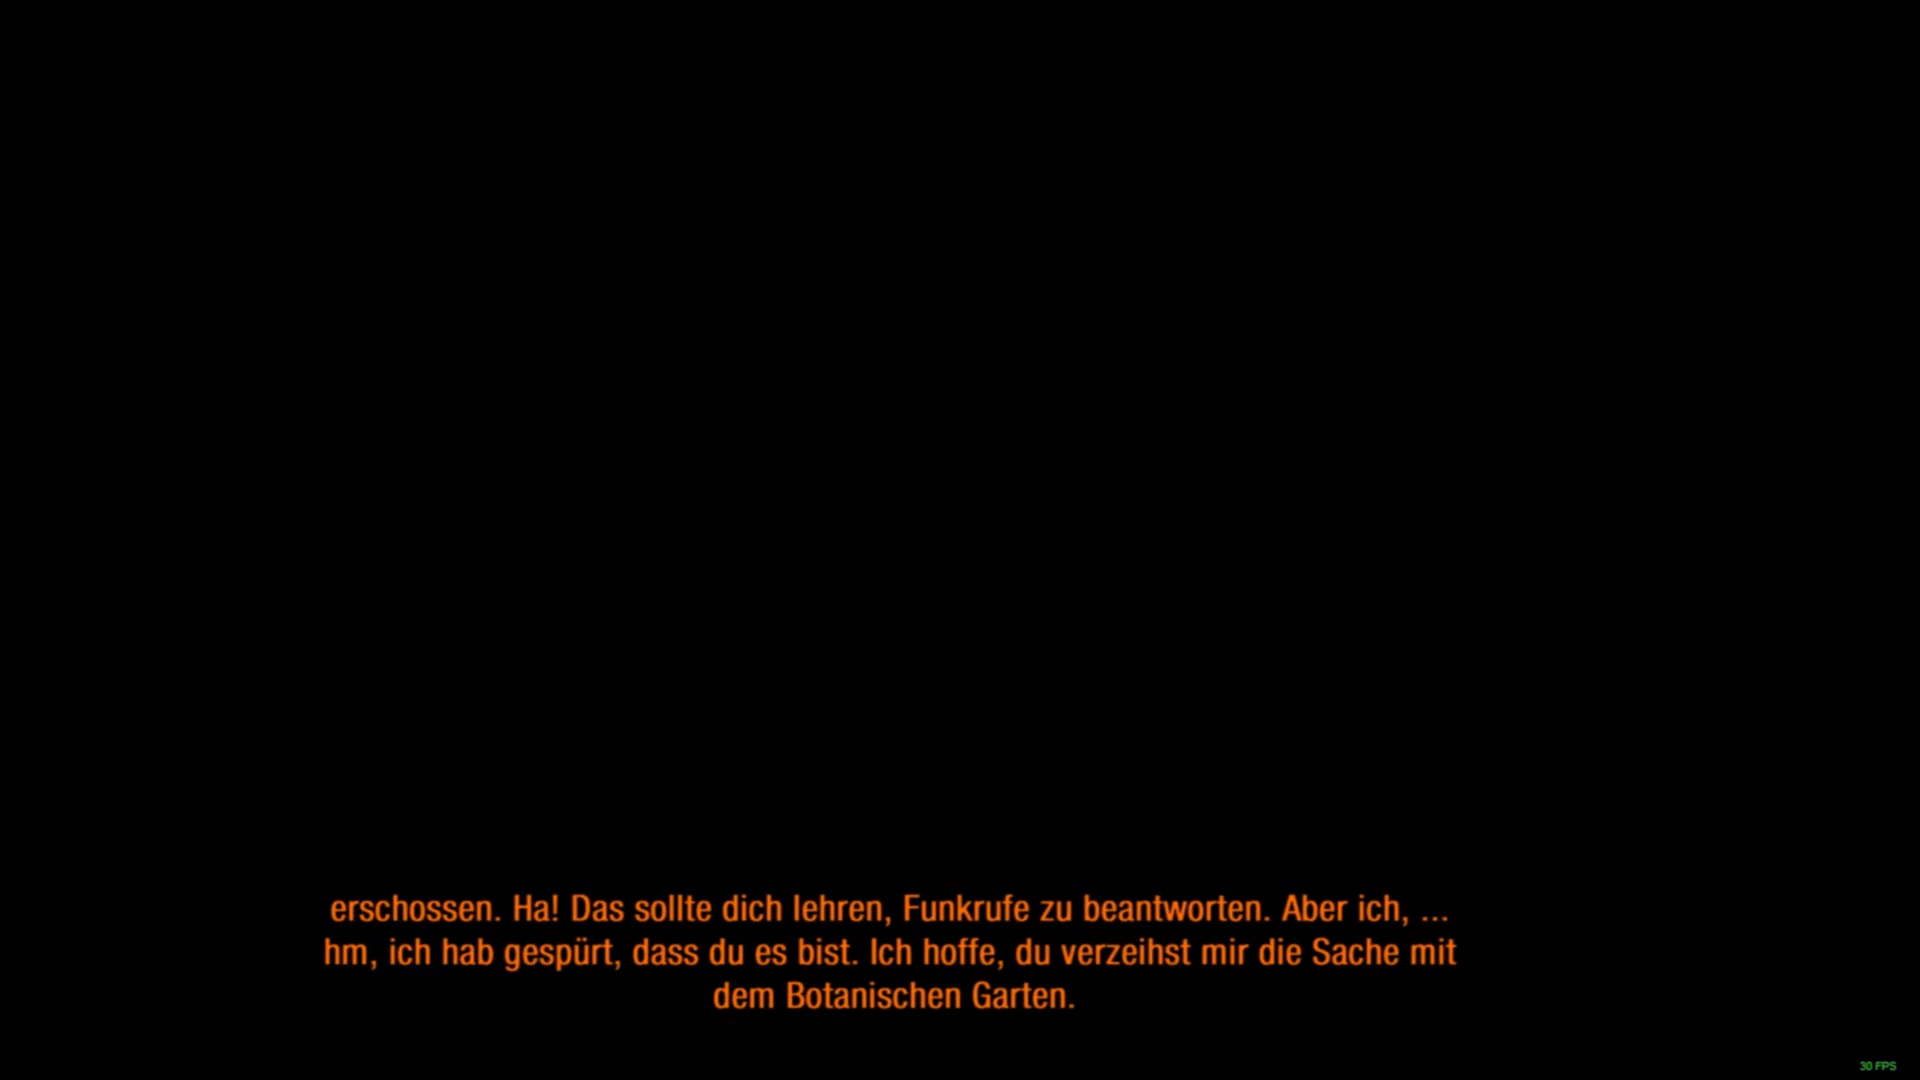 erschossen. Ha! Das sollte dich lehren, Funkrufe zu beantworten. Aber ich, ...
hm, ich hab gespürt, dass du es bist. Ich hoffe, du verzeihst mir die Sache mit
dem Botanischen Garten.
30 FPS